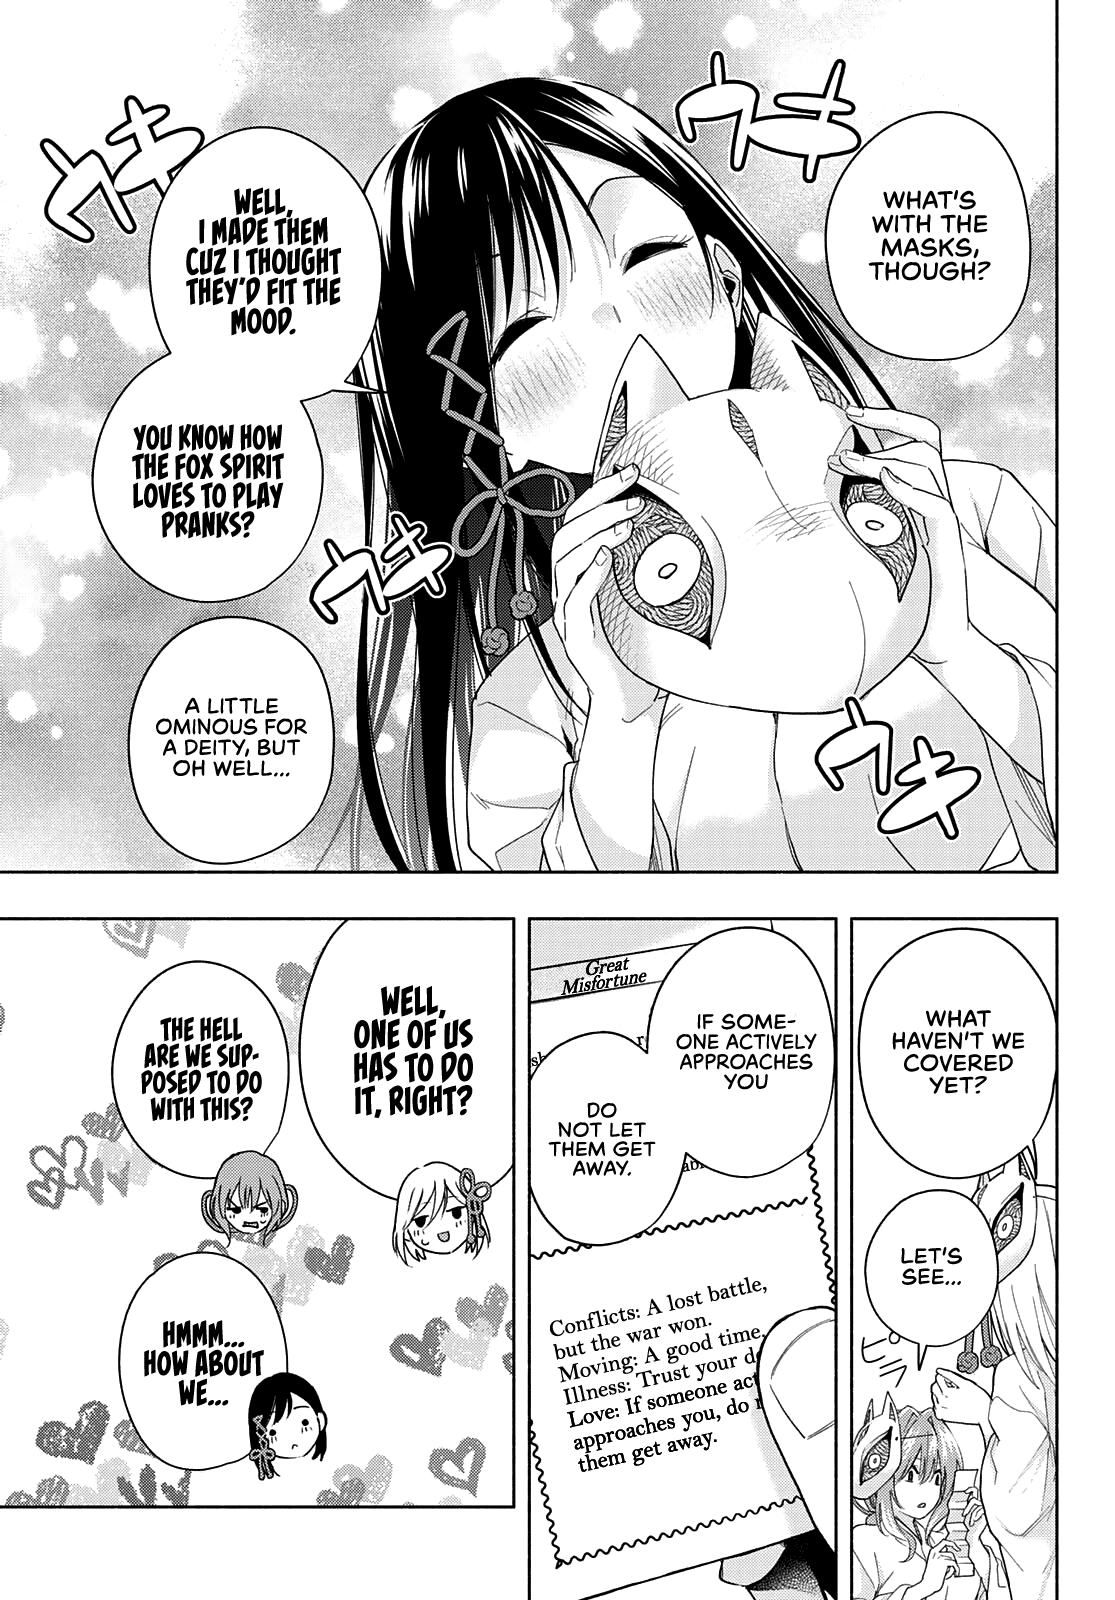 WHAT'S
WITH THE
MASKS,
THOUGH?
ウキ
ウキ
WELL,
I MADE THEM
CUZ I THOUGHT
THEY'D FIT THE
MOOD.
YOU KNOW HOW
THE FOX SPIRIT
LOVES TO PLAY
PRANKS?
ウキ
ウキ
A LITTLE
OMINOUS FOR
A DEITY, BUT
OH WELL...
WHAT
HAVEN'T WE
COVERED
YET?
LET'S
SEE...
Great
Misfortune
IF SOME-
ONE ACTIVELY
APPROACHES
YOU
DO
NOT LET
THEM GET
AWAY.
Conflicts: A lost battle,
but the war won.
Moving: A good time,
Illness: Trust your
Love: If someone
approaches you, do
them get away.
WELL,
ONE OF US
HAS TO DO
IT, RIGHT?
THE HELL
ARE WE SUP-
POSED TO DO
WITH THIS?
HMMM...
HOW ABOUT
WE...